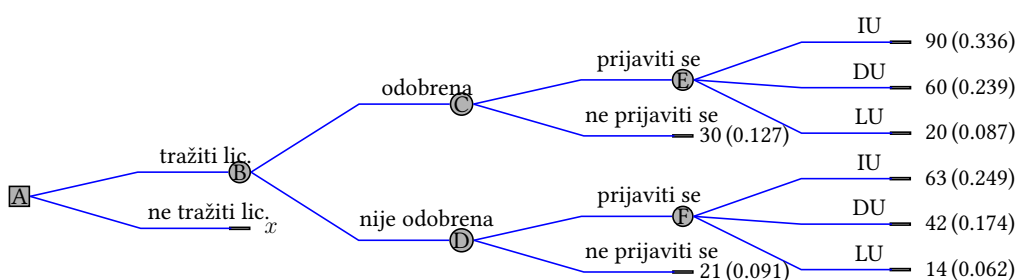 IU
90 (0.336)
prijaviti se
DU
odobrena
E
60 (0.239)
C
ne prijaviti se
LU
20 (0.087)
30 (0.127)
tražiti lic.
B
IU
A
prijaviti se
63 (0.249)
ne tražiti lic.
nije odobrena
F
DU
x
D
42 (0.174)
ne prijaviti se
LU
21 (0.091)
14 (0.062)